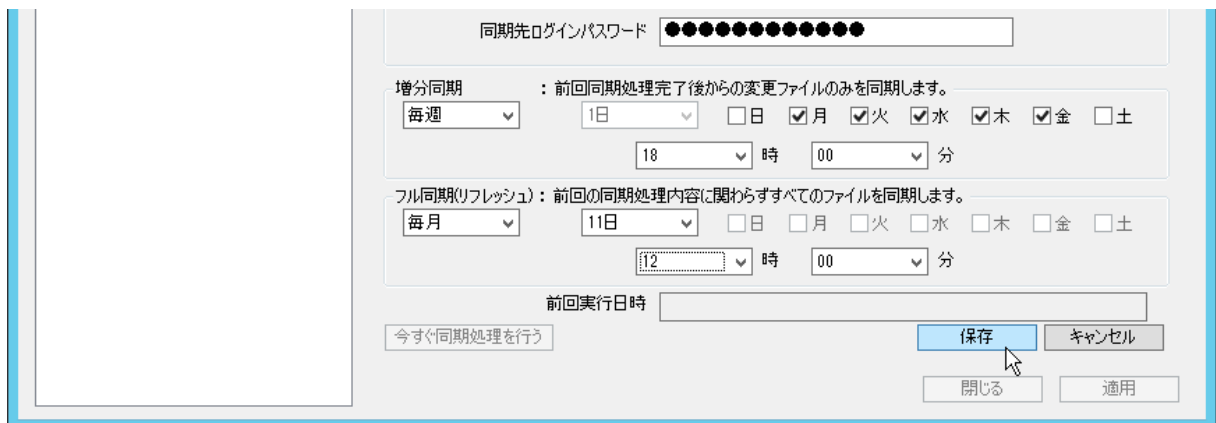 同期先ログインパスワード ●●●●●●●●●●●●
増分同期 : 前回同期処理完了後からの変更ファイルのみを同期します。
毎週 1日 日 月 火 水 木 金 土
18 時 00 分
フル同期(リフレッシュ): 前回の同期処理内容に関わらずすべてのファイルを同期します。
毎月 11日 日 月 火 水 木 金 土
12 時 00 分
前回実行日時
今すぐ同期処理を行う 保存 キャンセル
閉じる 適用